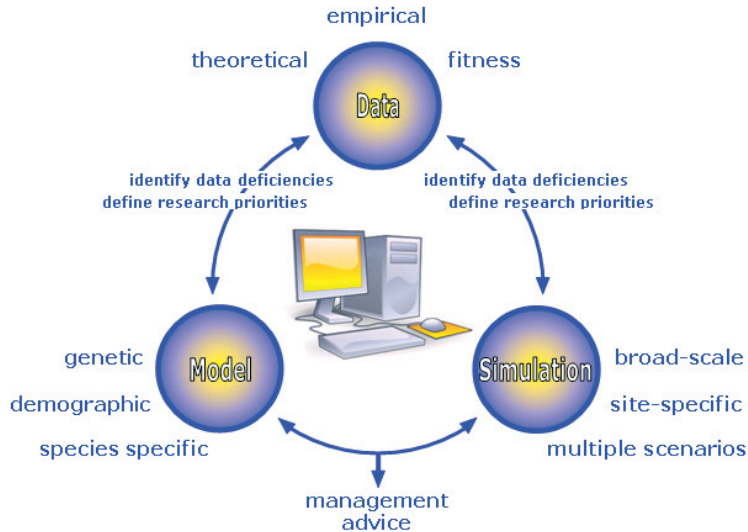 empirical
theoretical
fitness
Data
identify data deficiencies
define research priorities
identify data deficiencies
define research priorities
Model
genetic
demographic
species specific
Simulation
broad-scale
site-specific
multiple scenarios
management
advice